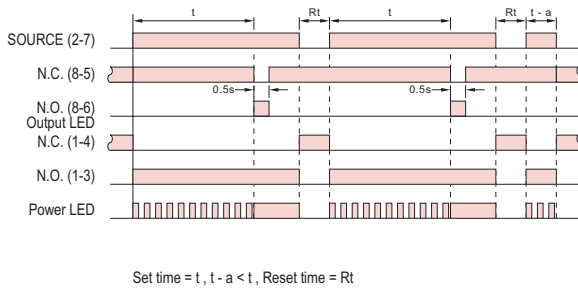 t Rt t Rt t - a
SOURCE (2-7)
N.C. (8-5)
0.5s 0.5s
N.O. (8-6)
Output LED
N.C. (1-4)
N.O. (1-3)
Power LED
Set time = t , t - a < t , Reset time = Rt